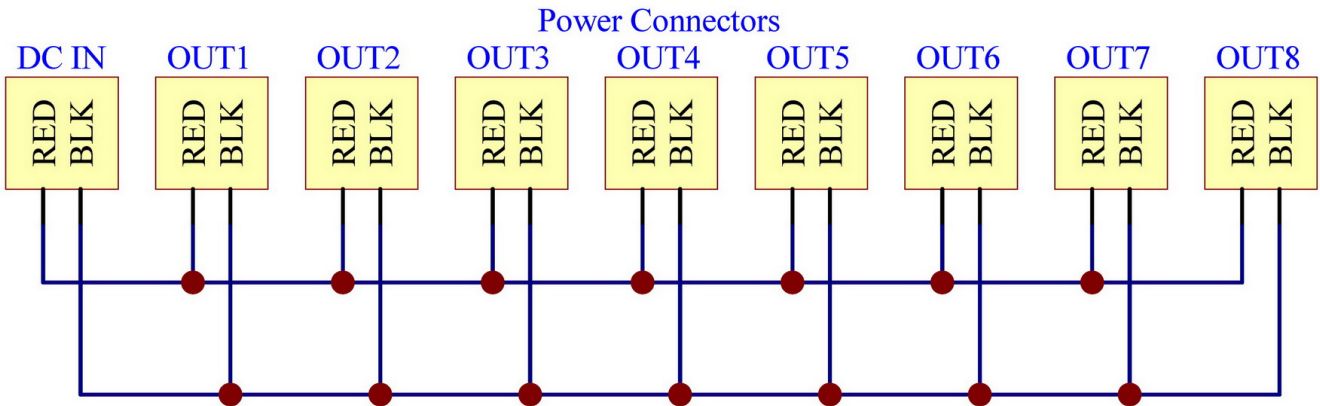 Power Connectors
DC IN OUT1 OUT2 OUT3 OUT4 OUT5 OUT6 OUT7 OUT8
RED BLK RED BLK RED BLK RED BLK RED BLK RED BLK RED BLK RED BLK RED BLK